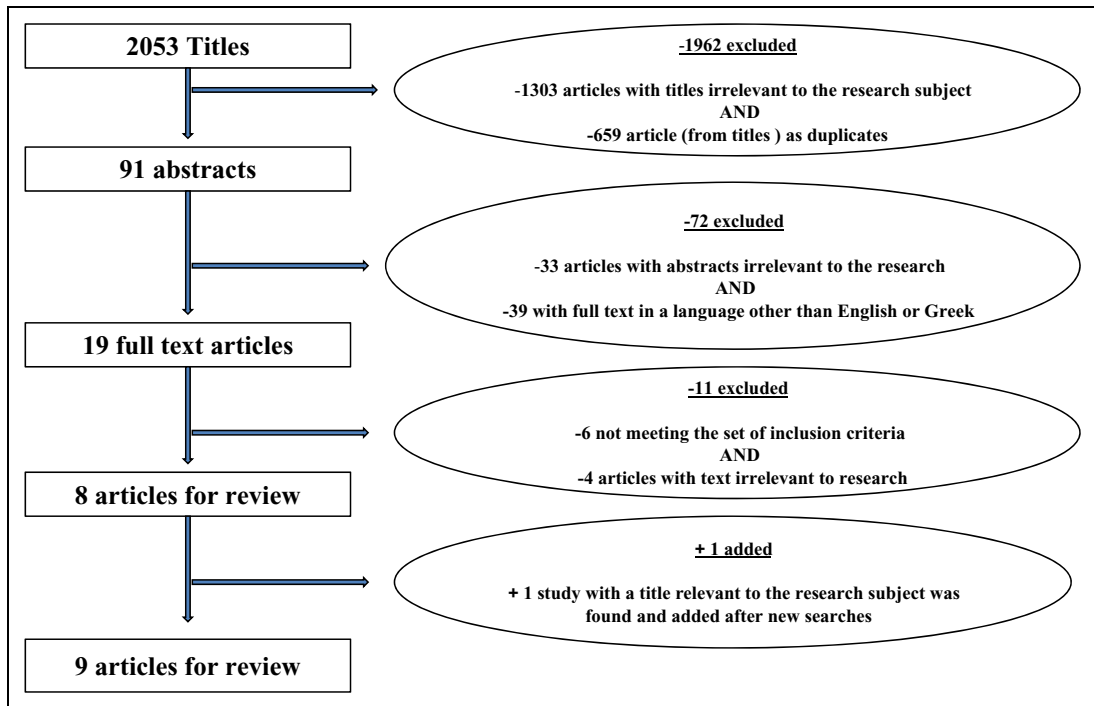 2053 Titles
-1962 excluded
-1303 articles with titles irrelevant to the research subject
AND
-659 article (from titles ) as duplicates
91 abstracts
-72 excluded
-33 articles with abstracts irrelevant to the research
AND
-39 with full text in a language other than English or Greek
19 full text articles
-11 excluded
-6 not meeting the set of inclusion criteria
AND
-4 articles with text irrelevant to research
8 articles for review
+ 1 added
+ 1 study with a title relevant to the research subject was
found and added after new searches
9 articles for review